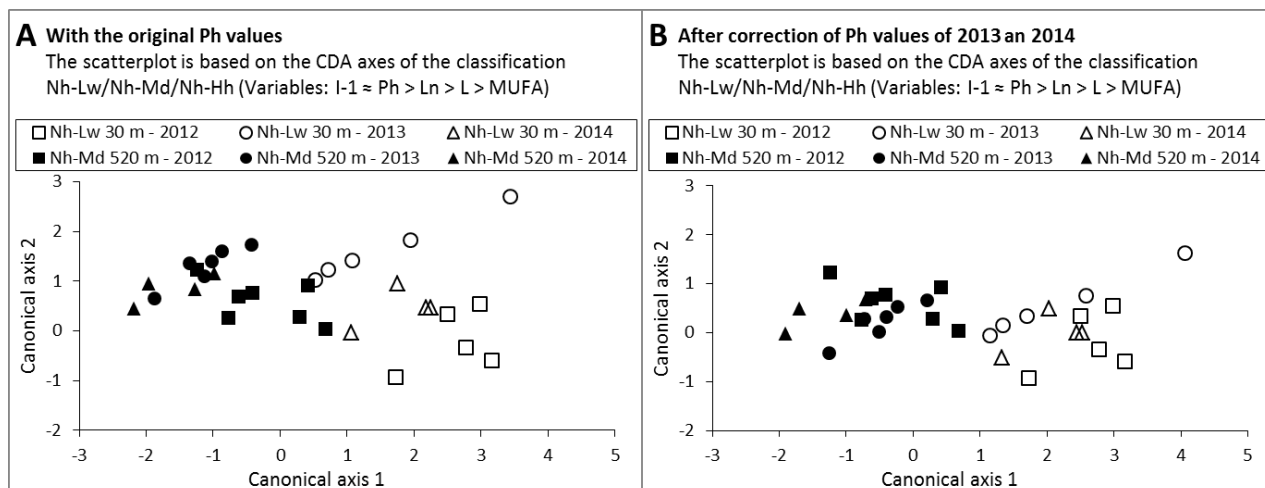 A With the original Ph values
The scatterplot is based on the CDA axes of the classification
Nh-Lw/Nh-Md/Nh-Hh (Variables: I-1 ≈ Ph > Ln > L > MUFA)
Nh-Lw 30 m - 2012 Nh-Lw 30 m - 2013 Nh-Lw 30 m - 2014
Nh-Md 520 m - 2012 Nh-Md 520 m - 2013 Nh-Md 520 m - 2014
3
2
1
0
-1
-2
Canonical axis 2
-3 -2 -1 0 1 2 3 4 5
Canonical axis 1
B After correction of Ph values of 2013 an 2014
The scatterplot is based on the CDA axes of the classification
Nh-Lw/Nh-Md/Nh-Hh (Variables: I-1 ≈ Ph > Ln > L > MUFA)
Nh-Lw 30 m - 2012 Nh-Lw 30 m - 2013 Nh-Lw 30 m - 2014
Nh-Md 520 m - 2012 Nh-Md 520 m - 2013 Nh-Md 520 m - 2014
3
2
1
0
-1
-2
Canonical axis 2
-3 -2 -1 0 1 2 3 4 5
Canonical axis 1